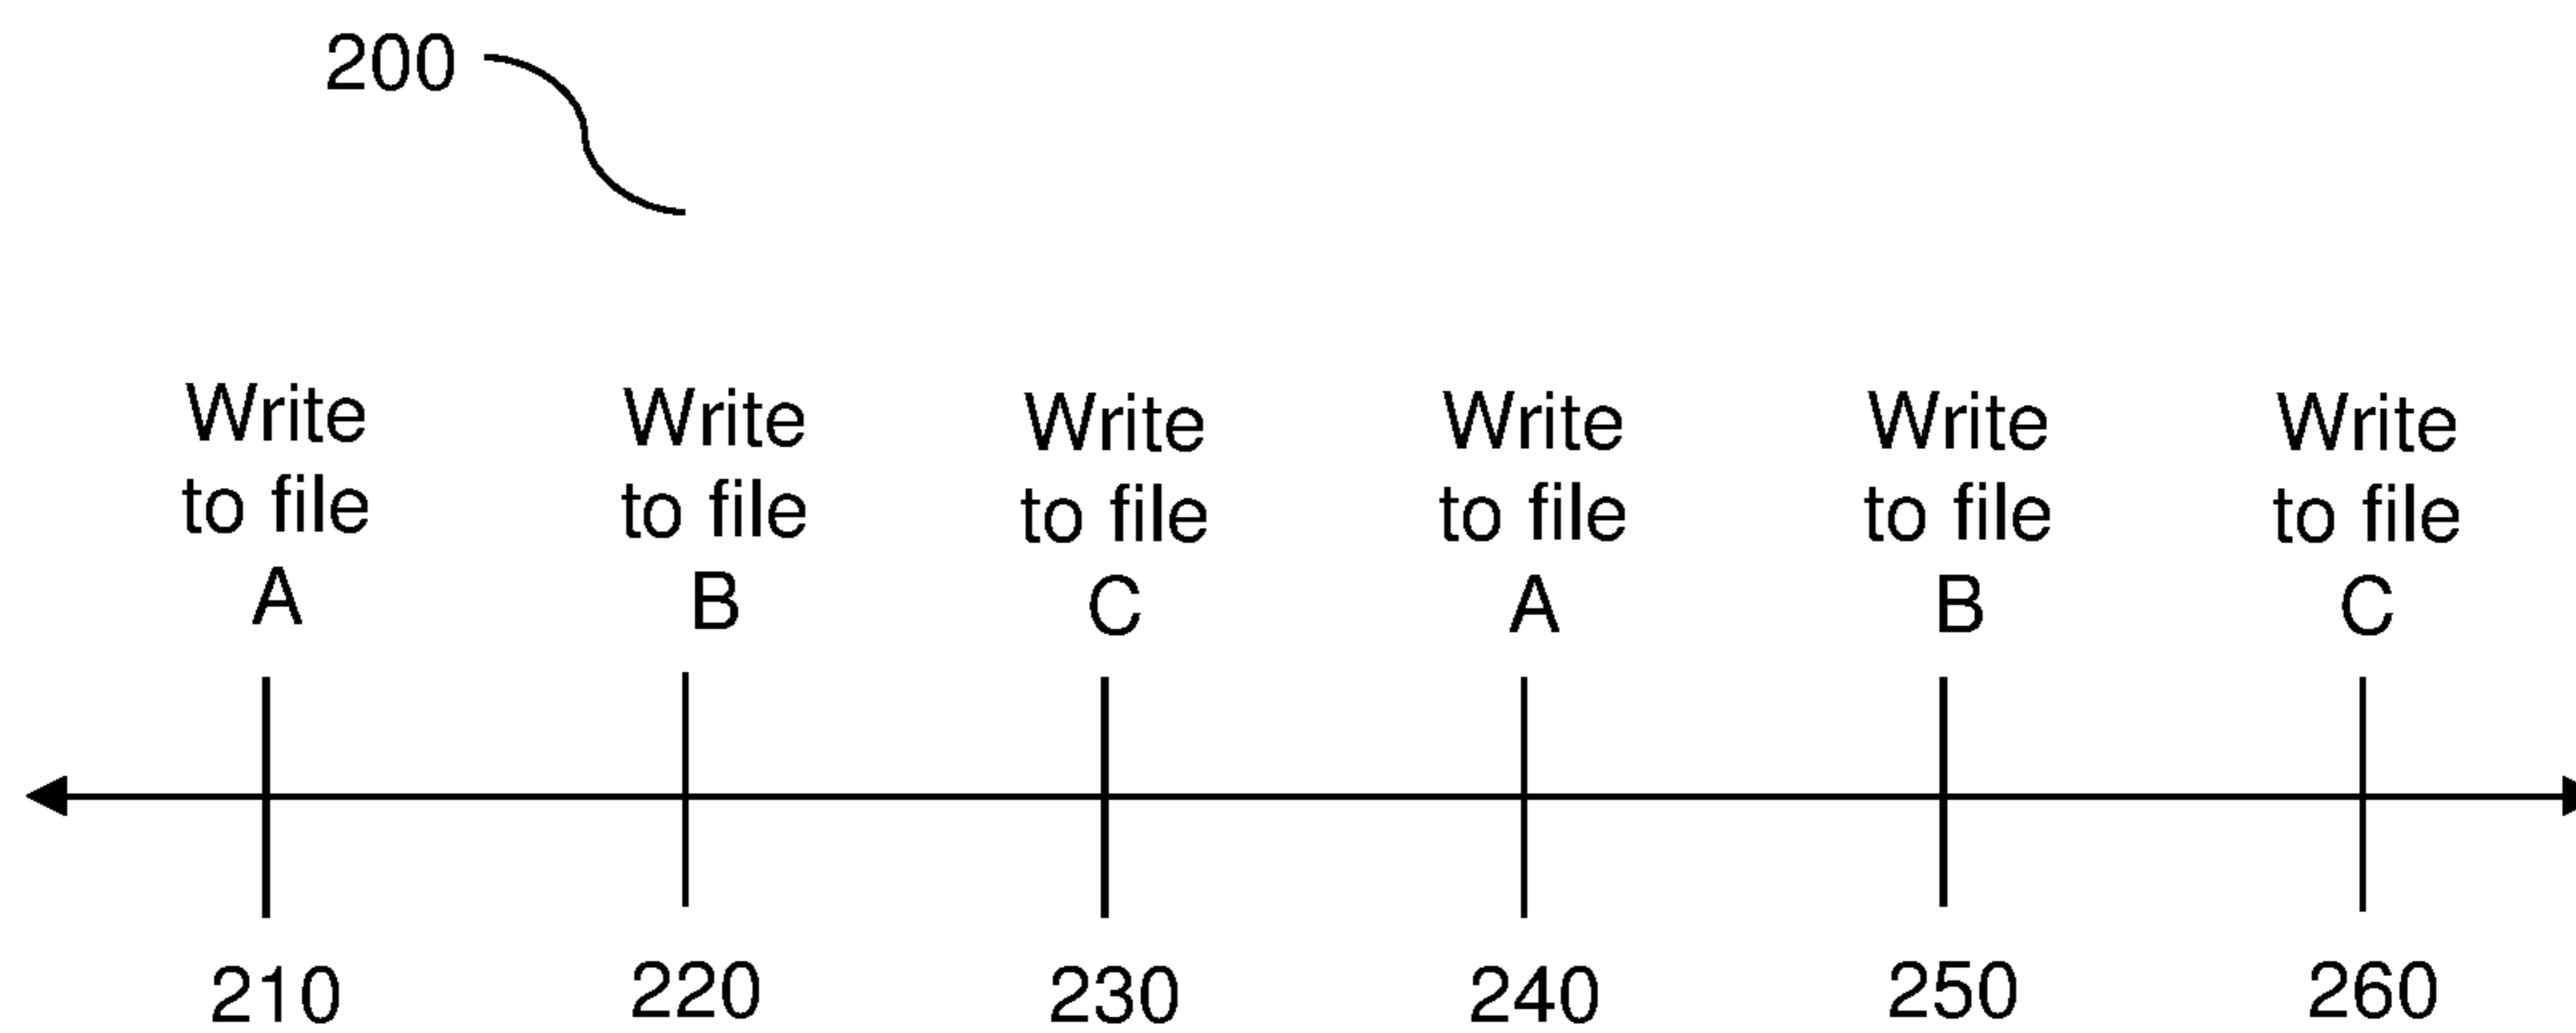 200
Write Write Write Write Write Write
to file to file to file to file to file to file
A B C A B C
210 220 230 240 250 260